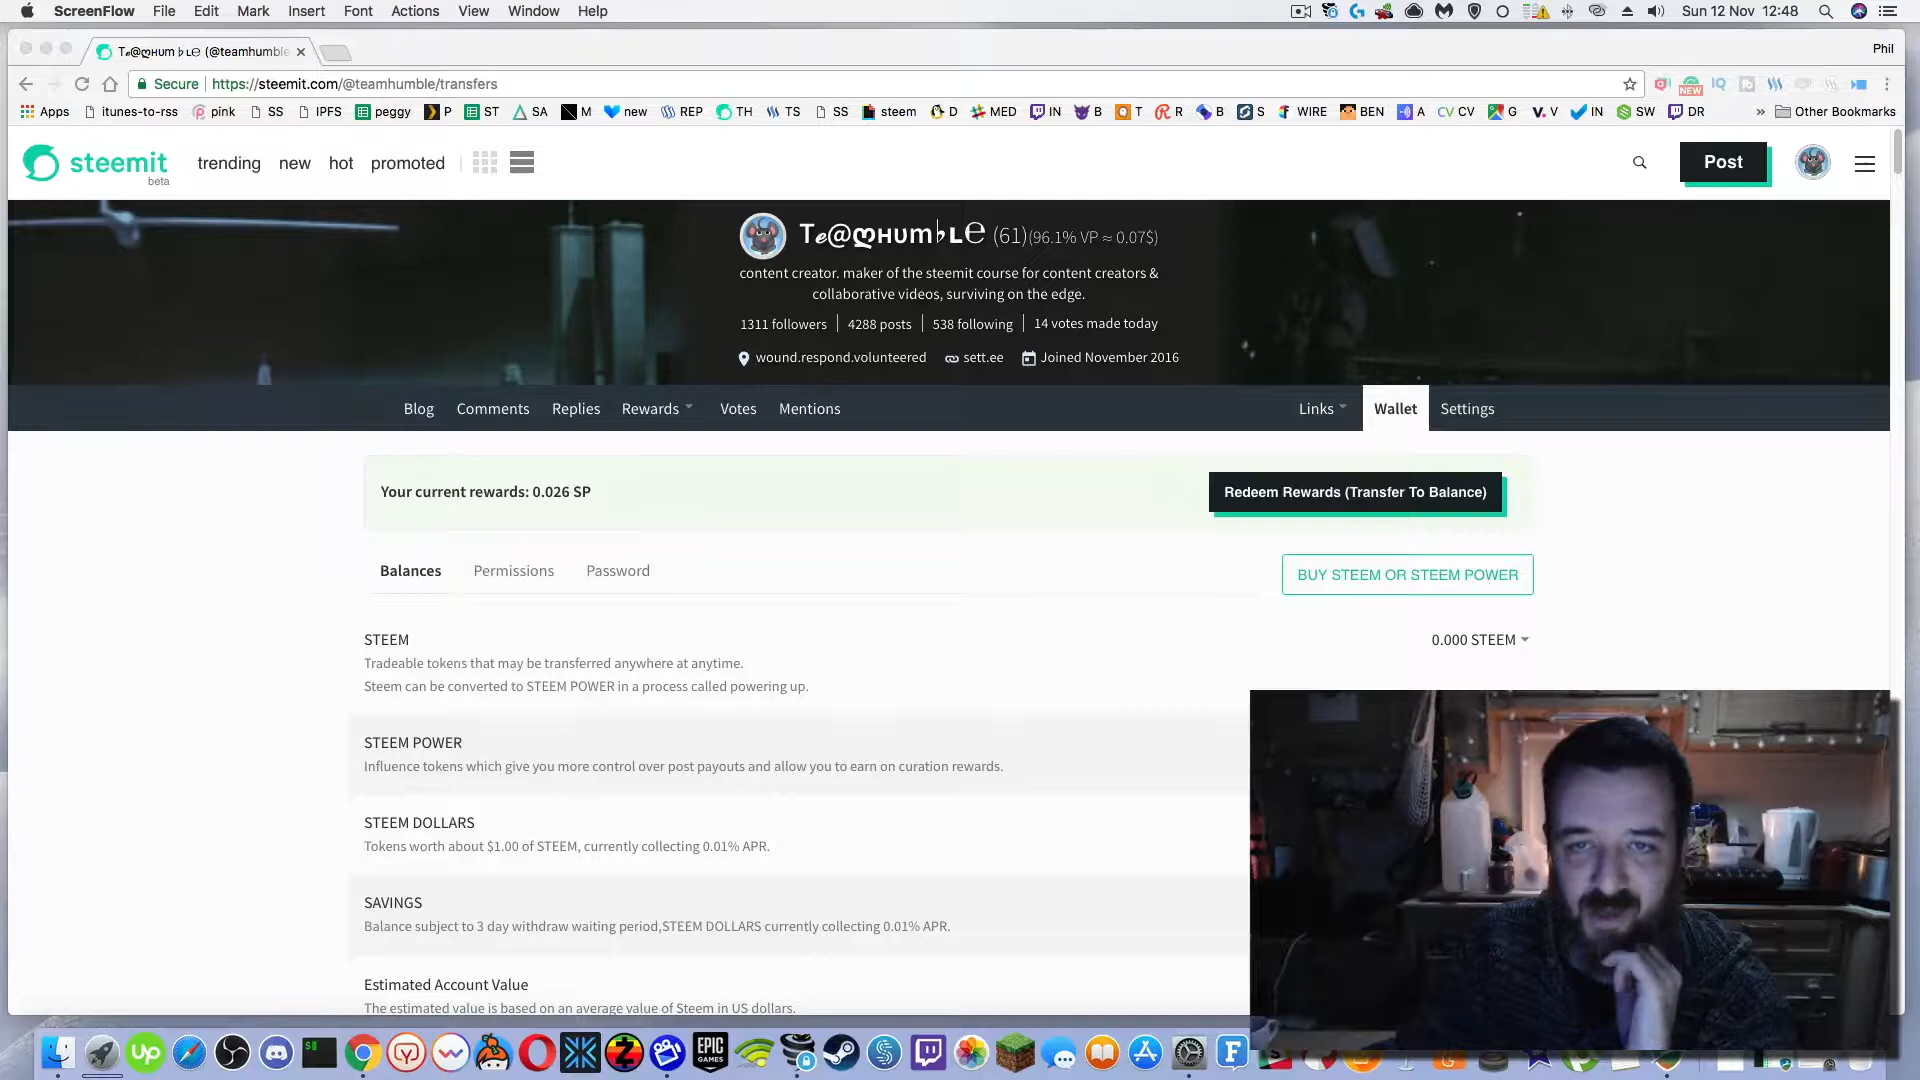 ScreenFlow File Edit Mark Insert Font Actions View Window Help Sun 12 Nov 12:48
T𝓮@ღнυm♭ʟ℮ (@teamhumble Phil
Secure https://steemit.com/@teamhumble/transfers NEW
Apps itunes-to-rss pink SS IPFS peggy P ST SA M new REP TH TS SS steem D MED IN B T R B S WIRE BEN A CV CV G V. V IN SW DR » Other Bookmarks
steemit beta trending new hot promoted Post
T𝓮@ღнυm♭ʟ℮ (61)(96.1% VP ≈ 0.07$)
content creator. maker of the steemit course for content creators &
collaborative videos, surviving on the edge.
1311 followers 4288 posts 538 following 14 votes made today
wound.respond.volunteered sett.ee Joined November 2016
Blog Comments Replies Rewards Votes Mentions Links Wallet Settings
Your current rewards: 0.026 SP Redeem Rewards (Transfer To Balance)
Balances Permissions Password BUY STEEM OR STEEM POWER
STEEM 0.000 STEEM
Tradeable tokens that may be transferred anywhere at anytime.
Steem can be converted to STEEM POWER in a process called powering up.
STEEM POWER
Influence tokens which give you more control over post payouts and allow you to earn on curation rewards.
STEEM DOLLARS
Tokens worth about $1.00 of STEEM, currently collecting 0.01% APR.
SAVINGS
Balance subject to 3 day withdraw waiting period,STEEM DOLLARS currently collecting 0.01% APR.
Estimated Account Value
The estimated value is based on an average value of Steem in US dollars.
Up $ EPIC GAMES